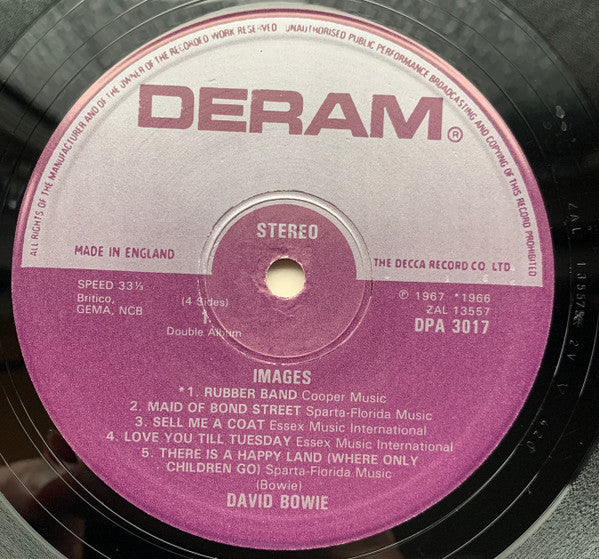 ALL RIGHTS OF THE MANUFACTURER AND OF THE OWNER OF THE RECORDED WORK RESERVED UNAUTHORISED PUBLIC PERFORMANCE BROADCASTING AND COPYING OF THIS RECORD PROHIBITED
DERAM®
STEREO
MADE IN ENGLAND
THE DECCA RECORD CO LTD
SPEED 33⅓
Britico,
GEMA, NCB
(4 Sides)
1
Double Album
℗ 1967 *1966
ZAL 13557
DPA 3017
IMAGES
*1. RUBBER BAND Cooper Music
2. MAID OF BOND STREET Sparta-Florida Music
3. SELL ME A COAT Essex Music International
4. LOVE YOU TILL TUESDAY Essex Music International
5. THERE IS A HAPPY LAND (WHERE ONLY
CHILDREN GO) Sparta-Florida Music
(Bowie)
DAVID BOWIE
ZAL 13557